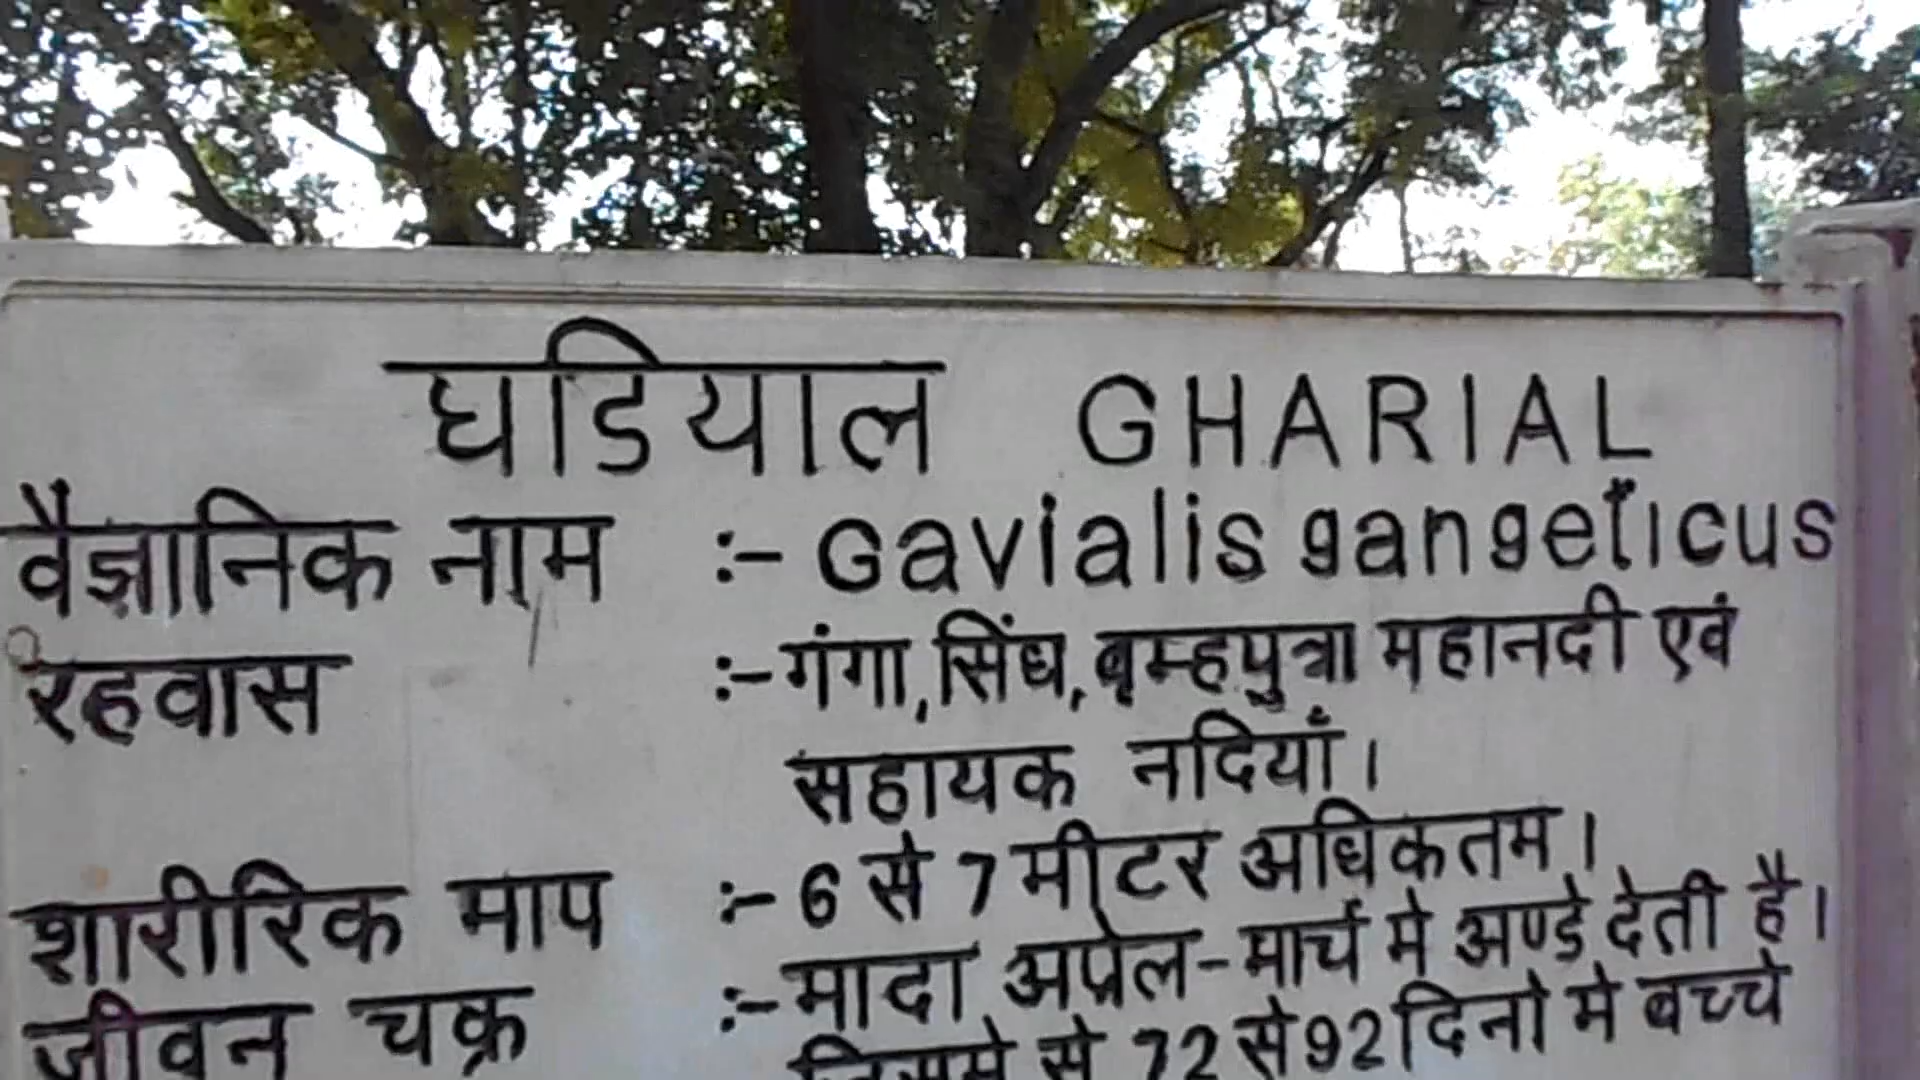 घडियाल GHARIAL
वैज्ञानिक नाम :- Gavialis gangeticus
रहवास :- गंगा, सिंध, बृम्हपुत्रा महानदी एवं
सहायक नदियाँ।
शारीरिक माप :- 6 से 7 मीटर अधिकतम।
जीवन चक्र :- मादा अप्रेल-मार्च मे अण्डे देती है।
जिसमे से 72 से 92 दिनो मे बच्चे